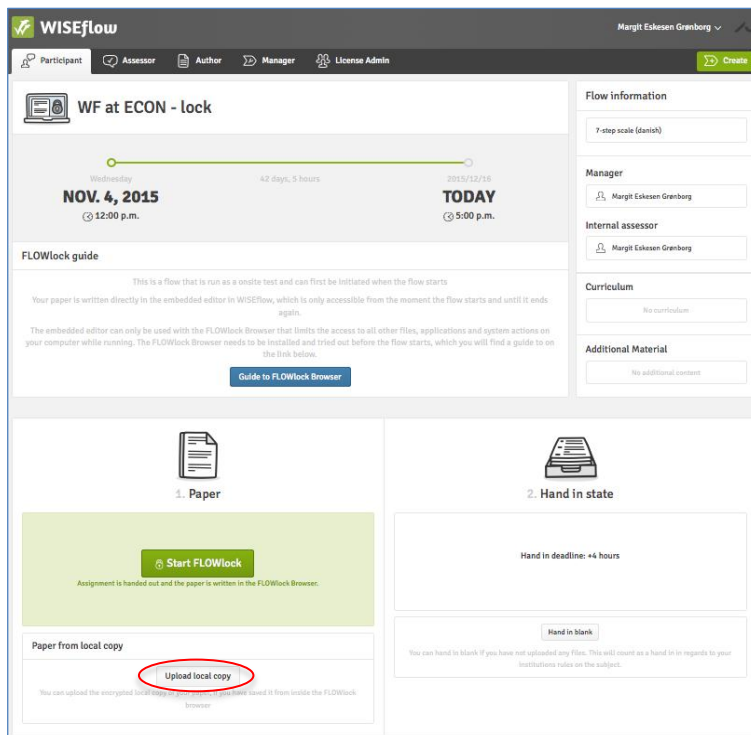 WISEflow
Margit Eskesen Grønborg
Participant
Assessor
Author
Manager
License Admin
Create
WF at ECON - lock
Wednesday
42 days, 5 hours
2015/12/16
NOV. 4, 2015
TODAY
12:00 p.m.
5:00 p.m.
FLOWlock guide
This is a flow that is run as a onsite test and can first be initiated when the flow starts
Your paper is written directly in the embedded editor in WISEflow, which is only accessible from the moment the flow starts and until it ends
again.
The embedded editor can only be used with the FLOWlock Browser that limits the access to all other files, applications and system actions on
your computer while running. The FLOWlock Browser needs to be installed and tried out before the flow starts, which you will find a guide to on
the link below.
Guide to FLOWlock Browser
Flow information
7-step scale (danish)
Manager
Margit Eskesen Grønborg
Internal assessor
Margit Eskesen Grønborg
Curriculum
No curriculum
Additional Material
No additional content
1. Paper
Start FLOWlock
Assignment is handed out and the paper is written in the FLOWlock Browser.
Paper from local copy
Upload local copy
You can upload the encrypted local copy of your paper, if you have saved it from inside the FLOWlock
browser
2. Hand in state
Hand in deadline: +4 hours
Hand in blank
You can hand in blank if you have not uploaded any files. This will count as a hand in in regards to your
institutions rules on the subject.